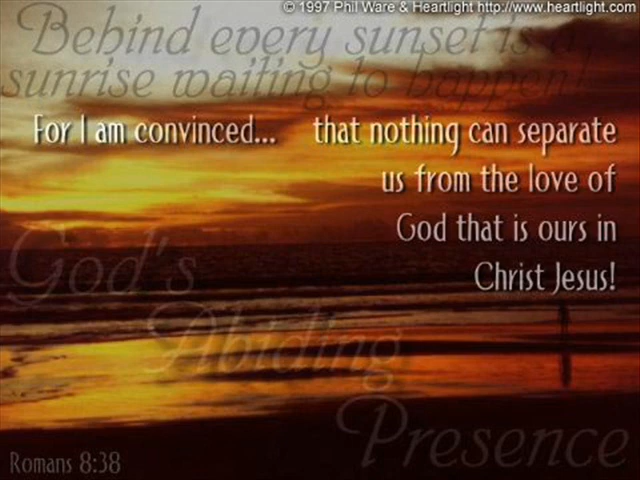 © 1997 Phil Ware & Heartlight http://www.heartlight.com
Behind every sunset is a
sunrise waiting to happen!
For I am convinced... that nothing can separate
us from the love of
God that is ours in
Christ Jesus!
God's
Abiding
Presence
Romans 8:38